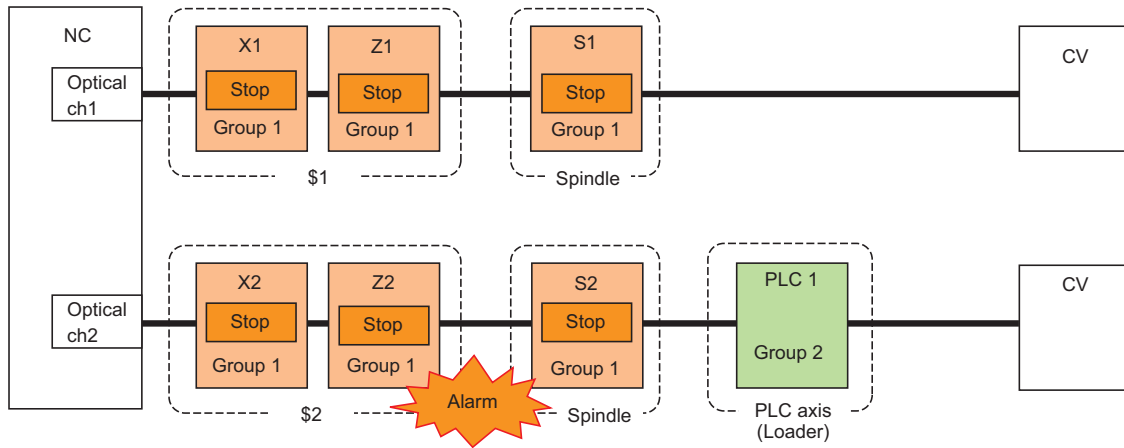 NC
Optical
ch1
X1
Stop
Group 1
Z1
Stop
Group 1
$1
S1
Stop
Group 1
Spindle
CV
Optical
ch2
X2
Stop
Group 1
Z2
Stop
Group 1
$2
Alarm
S2
Stop
Group 1
Spindle
PLC 1
Group 2
PLC axis
(Loader)
CV